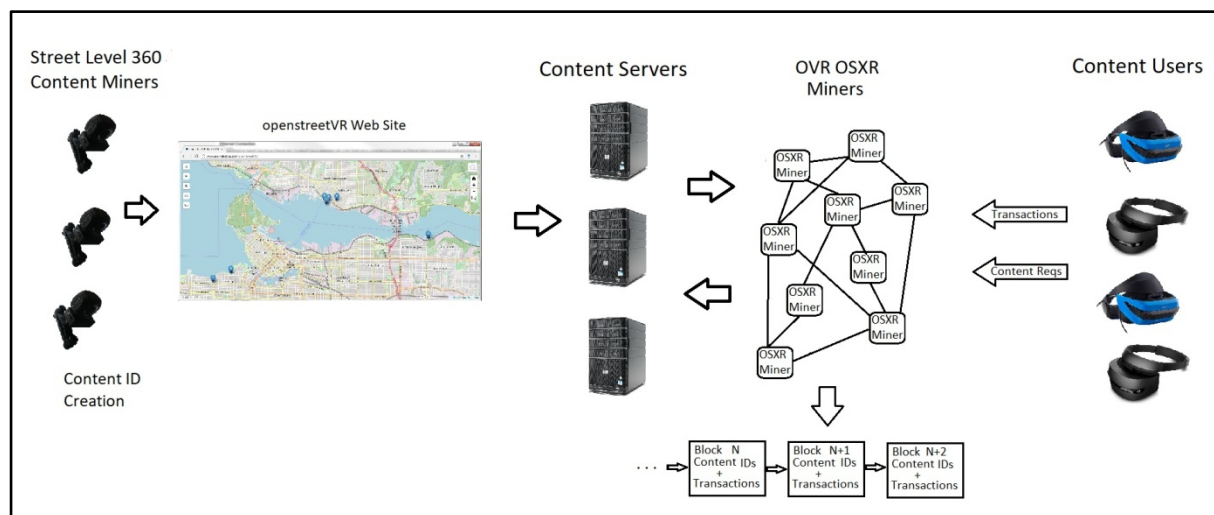 Street Level 360
Content Miners
Content ID
Creation
openstreetVR Web Site
Content Servers
OVR OSXR
Miners
OSXR
Miner
OSXR
Miner
OSXR
Miner
OSXR
Miner
OSXR
Miner
OSXR
Miner
OSXR
Miner
OSXR
Miner
OSXR
Miner
Content Users
Transactions
Content Reqs
. . .
Block N
Content IDs
+
Transactions
Block N+1
Content IDs
+
Transactions
Block N+2
Content IDs
+
Transactions